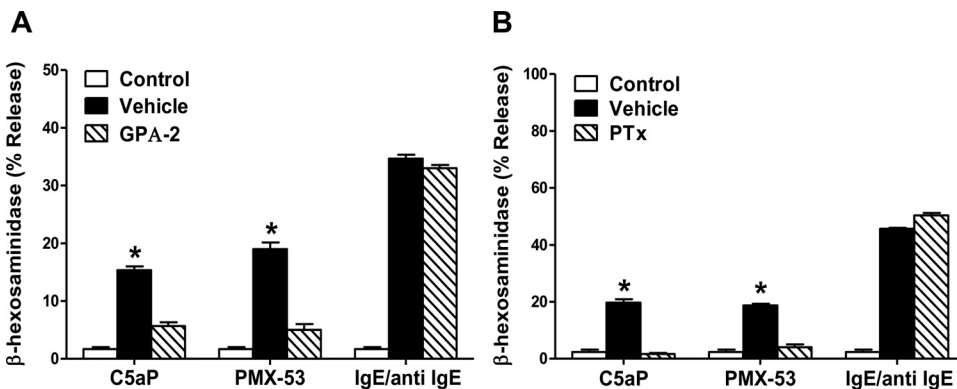 A
β-hexosaminidase (% Release)
50
40
30
20
10
0
Control
Vehicle
GPA-2
*
*
C5aP
PMX-53
IgE/anti IgE
B
β-hexosaminidase (% Release)
100
80
60
40
20
0
Control
Vehicle
PTx
*
*
C5aP
PMX-53
IgE/anti IgE